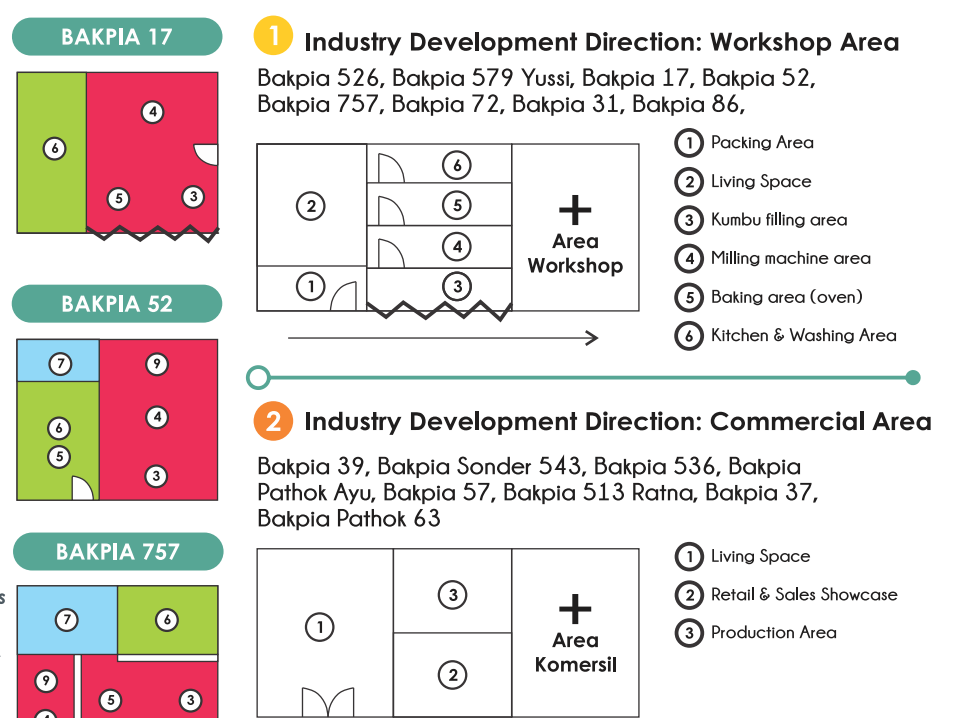 BAKPIA 17
6
4
5
3
BAKPIA 52
7
9
6
4
5
3
BAKPIA 757
7
6
9
5
3
1
Industry Development Direction: Workshop Area
Bakpia 526, Bakpia 579 Yussi, Bakpia 17, Bakpia 52,
Bakpia 757, Bakpia 72, Bakpia 31, Bakpia 86,
2
6
5
4
1
3
+
Area
Workshop
1 Packing Area
2 Living Space
3 Kumbu filling area
4 Milling machine area
5 Baking area (oven)
6 Kitchen & Washing Area
2
Industry Development Direction: Commercial Area
Bakpia 39, Bakpia Sonder 543, Bakpia 536, Bakpia
Pathok Ayu, Bakpia 57, Bakpia 513 Ratna, Bakpia 37,
Bakpia Pathok 63
1
3
2
+
Area
Komersil
1 Living Space
2 Retail & Sales Showcase
3 Production Area